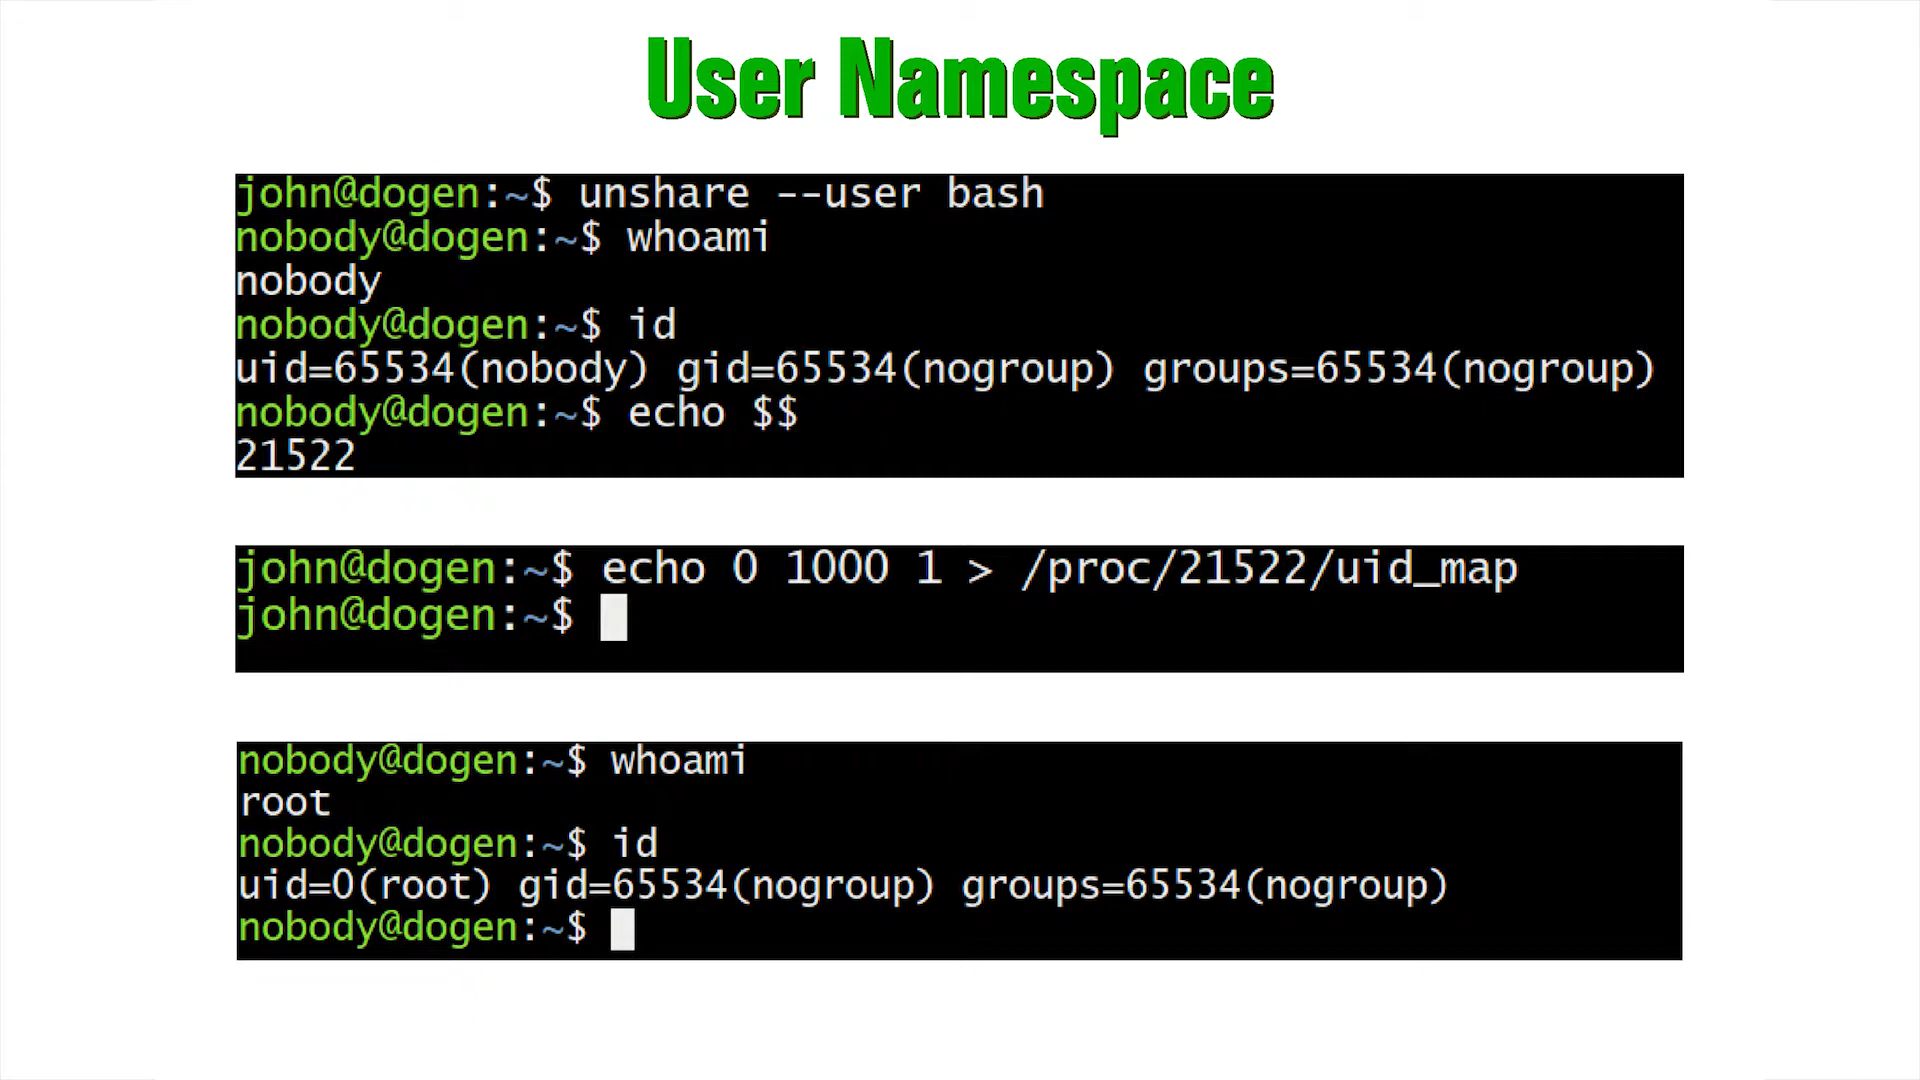 User Namespace
john@dogen:~$ unshare --user bash
nobody@dogen:~$ whoami
nobody
nobody@dogen:~$ id
uid=65534(nobody) gid=65534(nogroup) groups=65534(nogroup)
nobody@dogen:~$ echo $$
21522
john@dogen:~$ echo 0 1000 1 > /proc/21522/uid_map
john@dogen:~$
nobody@dogen:~$ whoami
root
nobody@dogen:~$ id
uid=0(root) gid=65534(nogroup) groups=65534(nogroup)
nobody@dogen:~$